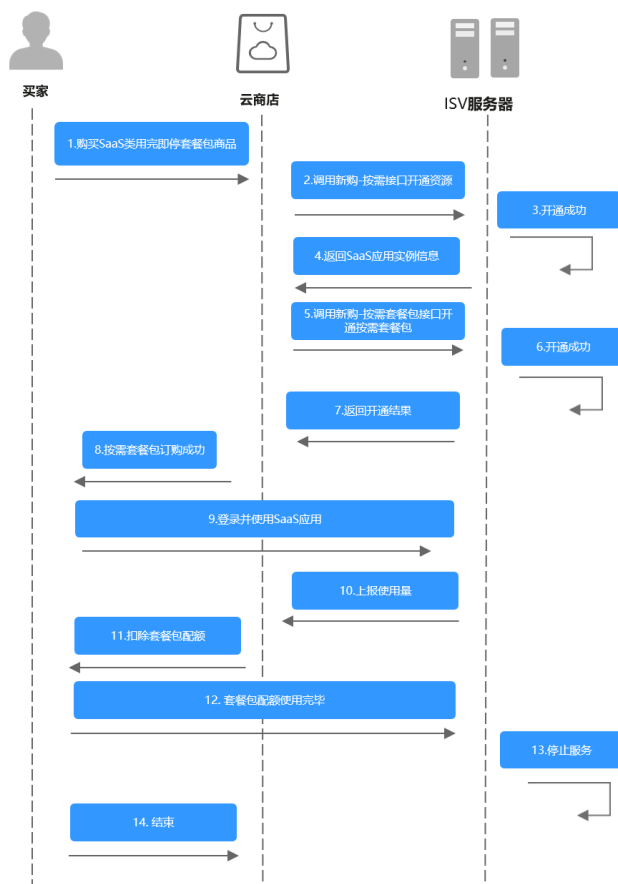 买家
云商店
ISV服务器
1.购买SaaS类用完即停套餐包商品
2.调用新购-按需接口开通资源
3.开通成功
4.返回SaaS应用实例信息
5.调用新购-按需套餐包接口开
通按需套餐包
6.开通成功
7.返回开通结果
8.按需套餐包订购成功
9.登录并使用SaaS应用
10.上报使用量
11.扣除套餐包配额
12. 套餐包配额使用完毕
13.停止服务
14. 结束